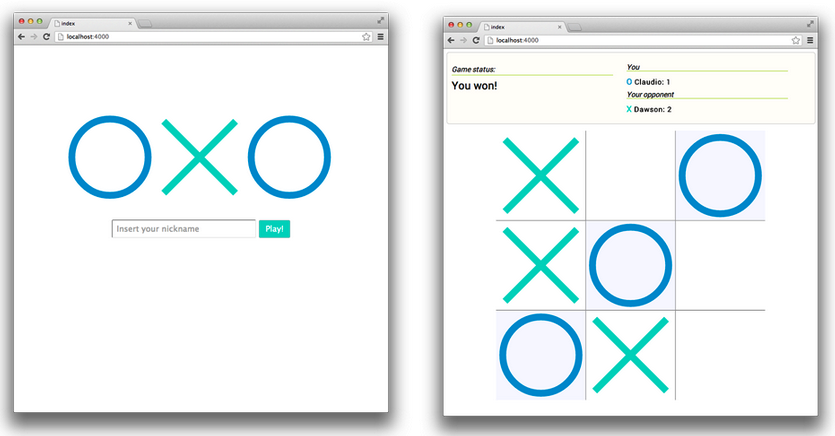 index
localhost:4000
OXO
Insert your nickname
Play!
index
localhost:4000
Game status:
You won!
You
O Claudio: 1
Your opponent
X Dawson: 2
X O
X O
O X